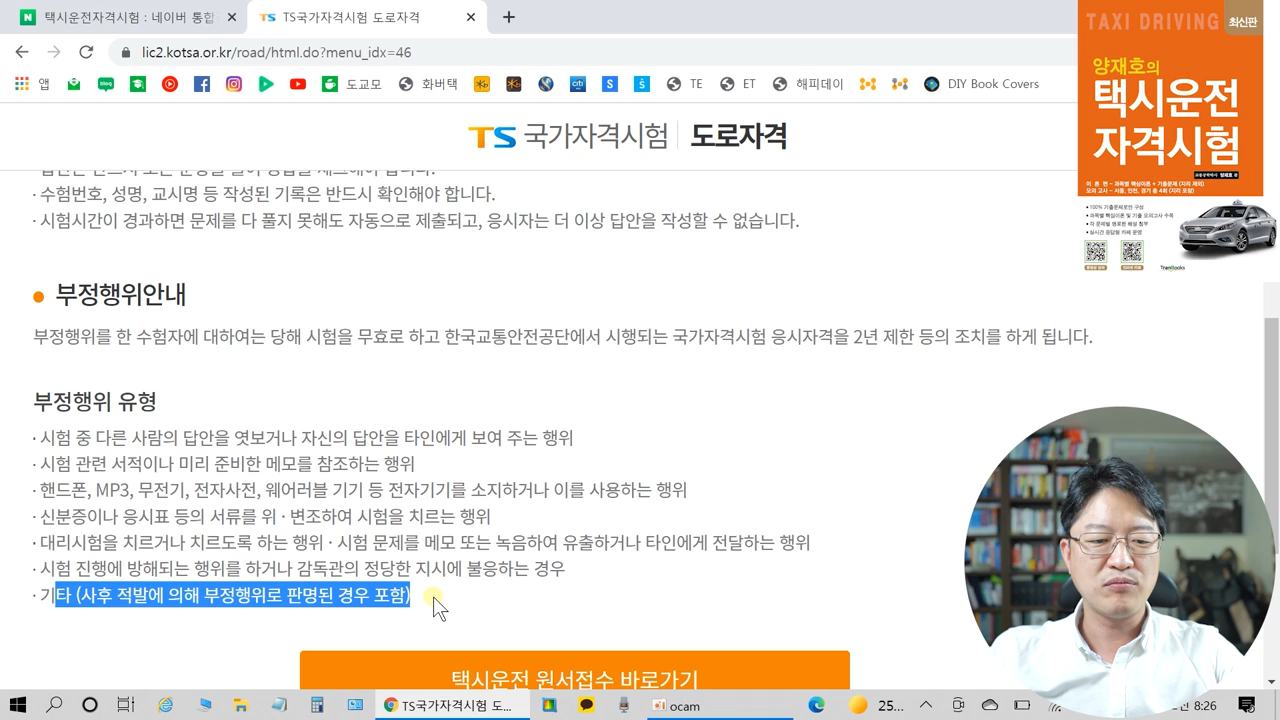 택시운전자격시험 : 네이버 통합
TS국가자격시험 도로자격
lic2.kotsa.or.kr/road/html.do?menu_idx=46
앱
blog
도교모
화버택
citi
S
TE
ET
해피데이
DIY Book Covers
TS 국가자격시험 도로자격
수험번호, 성명, 교시명 등 작성된 기록은 반드시 확인해야 합니다.
시험시간이 경과하면 문제를 다 풀지 못해도 자동으로 제출되고, 응시자는 더 이상 답안을 작성할 수 없습니다.
부정행위안내
부정행위를 한 수험자에 대하여는 당해 시험을 무효로 하고 한국교통안전공단에서 시행되는 국가자격시험 응시자격을 2년 제한 등의 조치를 하게 됩니다.
부정행위 유형
· 시험 중 다른 사람의 답안을 엿보거나 자신의 답안을 타인에게 보여 주는 행위
· 시험 관련 서적이나 미리 준비한 메모를 참조하는 행위
· 핸드폰, MP3, 무전기, 전자사전, 웨어러블 기기 등 전자기기를 소지하거나 이를 사용하는 행위
· 신분증이나 응시표 등의 서류를 위 · 변조하여 시험을 치르는 행위
· 대리시험을 치르거나 치르도록 하는 행위 · 시험 문제를 메모 또는 녹음하여 유출하거나 타인에게 전달하는 행위
· 시험 진행에 방해되는 행위를 하거나 감독관의 정당한 지시에 불응하는 경우
· 기타 (사후 적발에 의해 부정행위로 판명된 경우 포함)
택시운전 원서접수 바로가기
TAXI DRIVING
최신판
양재호의
택시운전
자격시험
TS국가자격시험 도...
ocam
25...
8:26